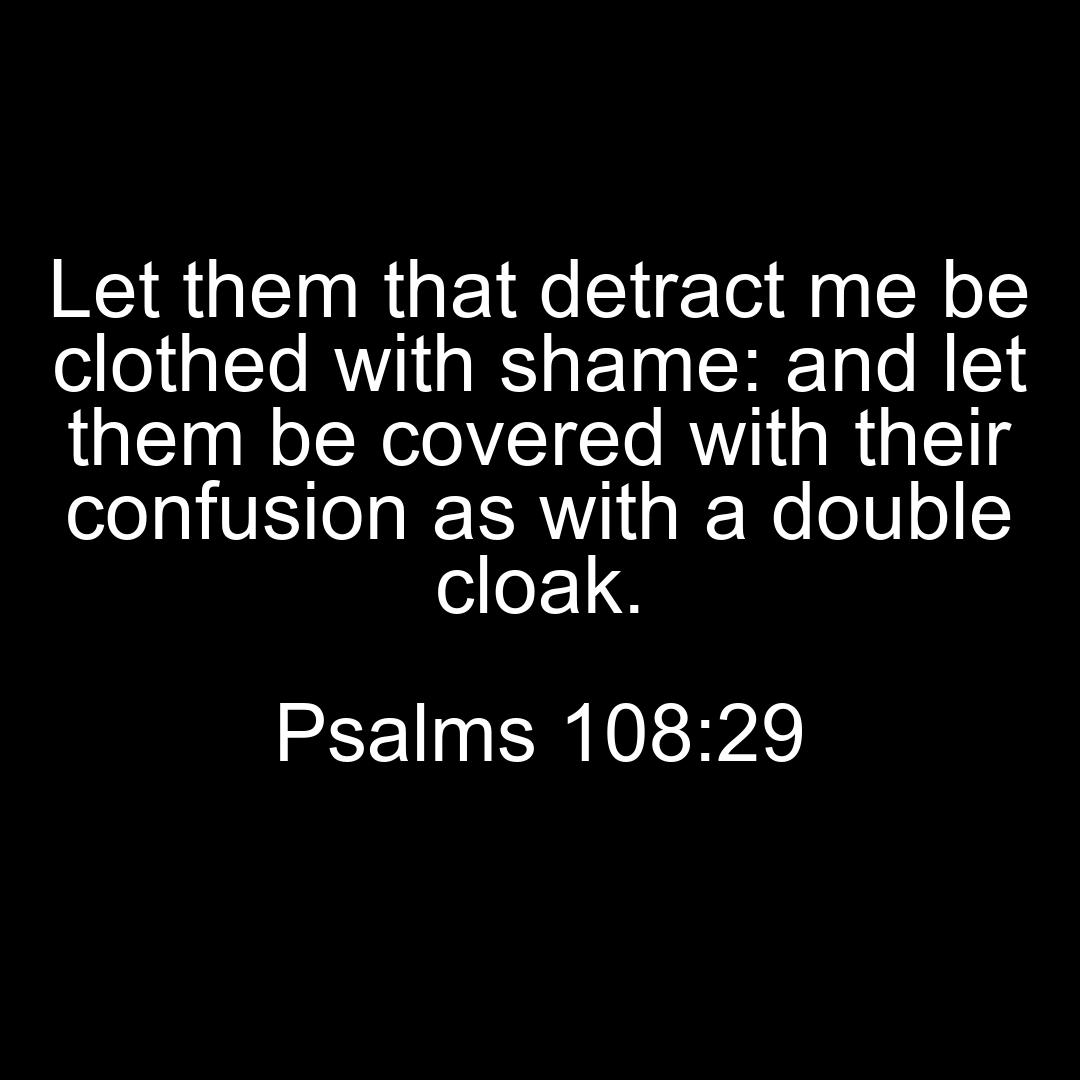 Let them that detract me be
clothed with shame: and let
them be covered with their
confusion as with a double
cloak.
Psalms 108:29